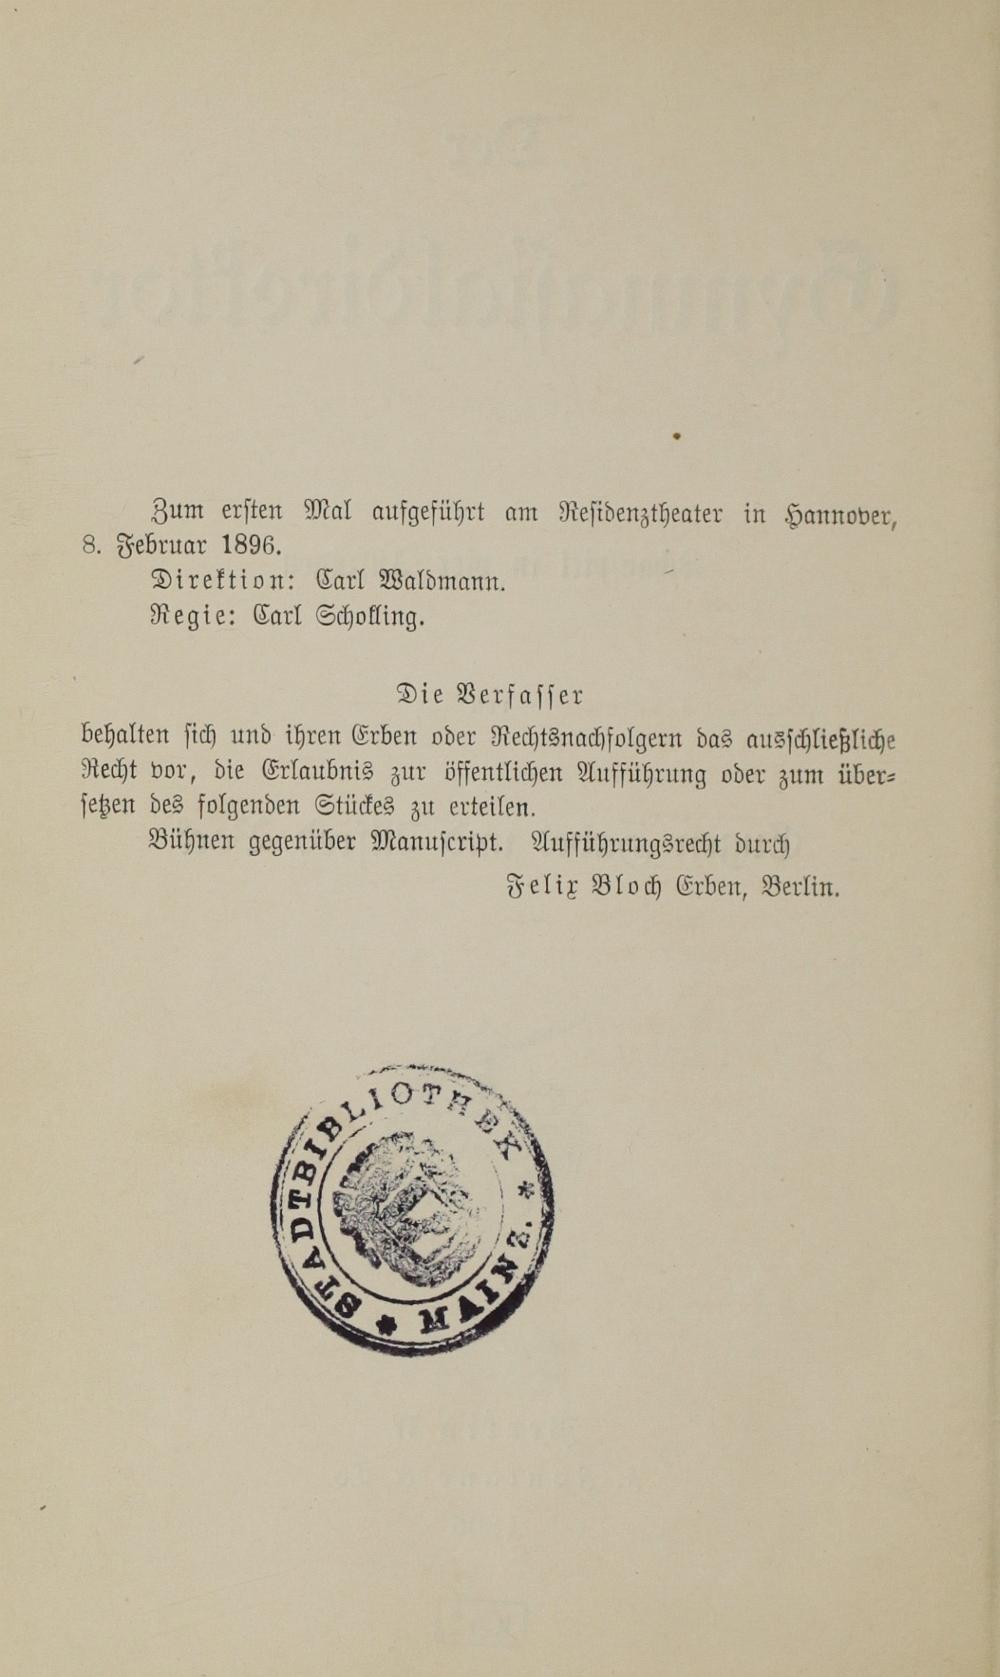 Zum ersten Mal aufgeführt am Residenztheater in Hannover,
8. Februar 1896.
Direktion: Carl Waldmann.
Regie: Carl Schokling.
Die Verfasser
behalten sich und ihren Erben oder Rechtsnachfolgern das ausschließliche
Recht vor, die Erlaubnis zur öffentlichen Aufführung oder zum über-
setzen des folgenden Stückes zu erteilen.
Bühnen gegenüber Manuscript. Aufführungsrecht durch
Felix Bloch Erben, Berlin.
STADTBIBLIOTHEK * MAINZ. *